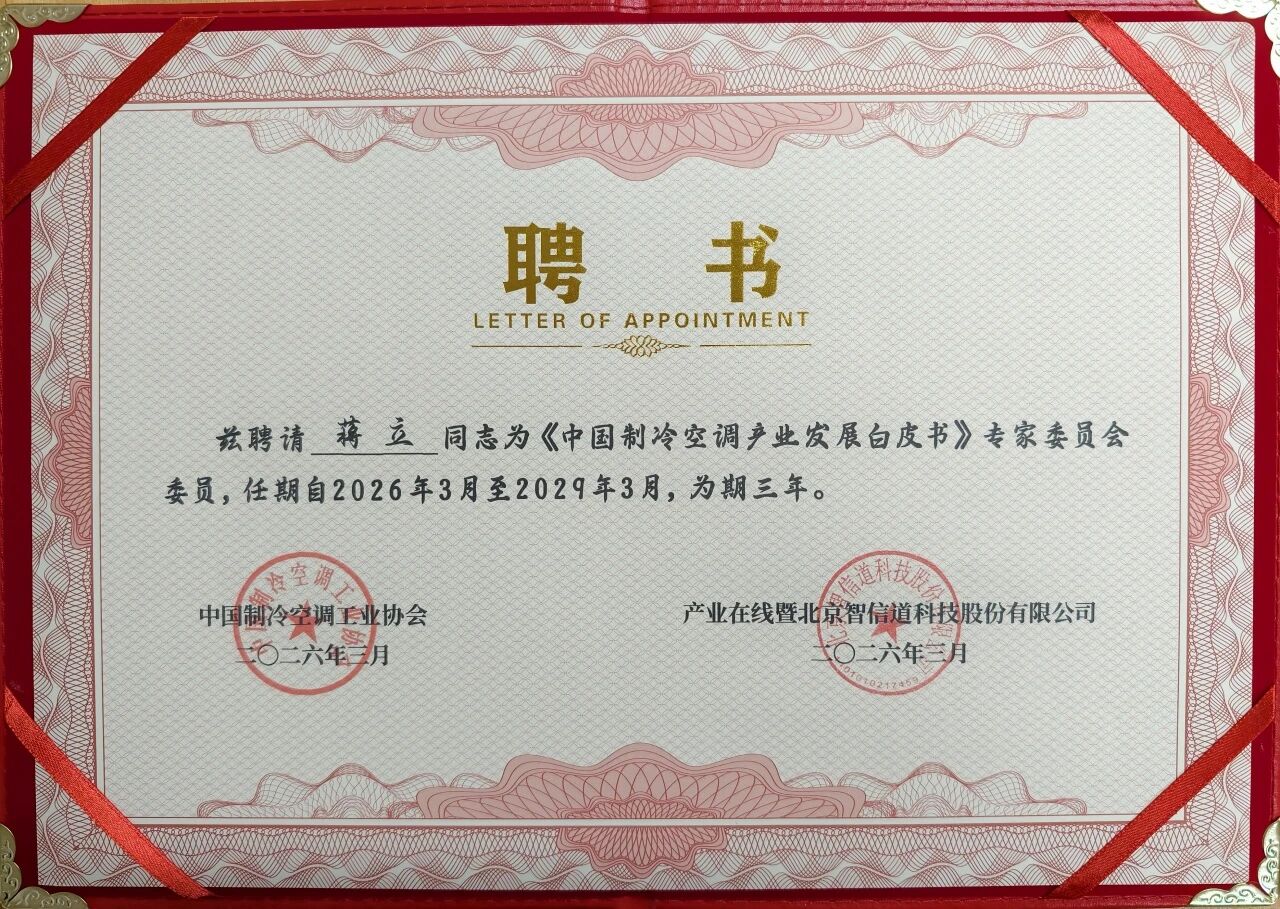 聘 书
LETTER OF APPOINTMENT
兹聘请 蒋 立 同志为《中国制冷空调产业发展白皮书》专家委员会
委员，任期自2026年3月至2029年3月，为期三年。
中国制冷空调工业协会
二〇二六年三月
产业在线暨北京智信道科技股份有限公司
二〇二六年三月